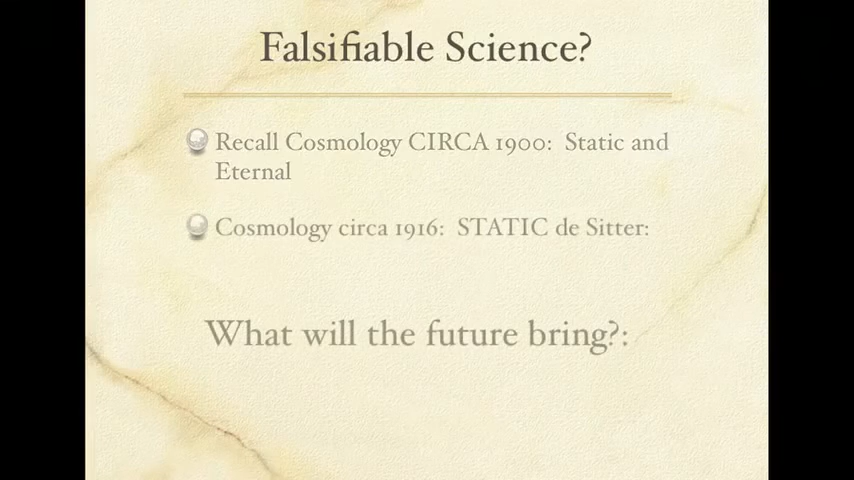 Falsifiable Science?
Recall Cosmology CIRCA 1900: Static and
Eternal
Cosmology circa 1916: STATIC de Sitter:
What will the future bring?: